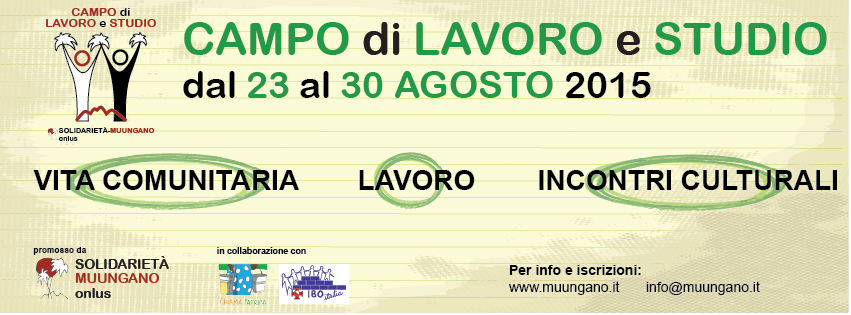 CAMPO di
LAVORO e STUDIO
SOLIDARIETÀ-MUUNGANO
onlus
CAMPO di LAVORO e STUDIO
dal 23 al 30 AGOSTO 2015
VITA COMUNITARIA LAVORO INCONTRI CULTURALI
promosso da
SOLIDARIETÀ
MUUNGANO
onlus
in collaborazione con
IBO italia
Per info e iscrizioni:
www.muungano.it info@muungano.it